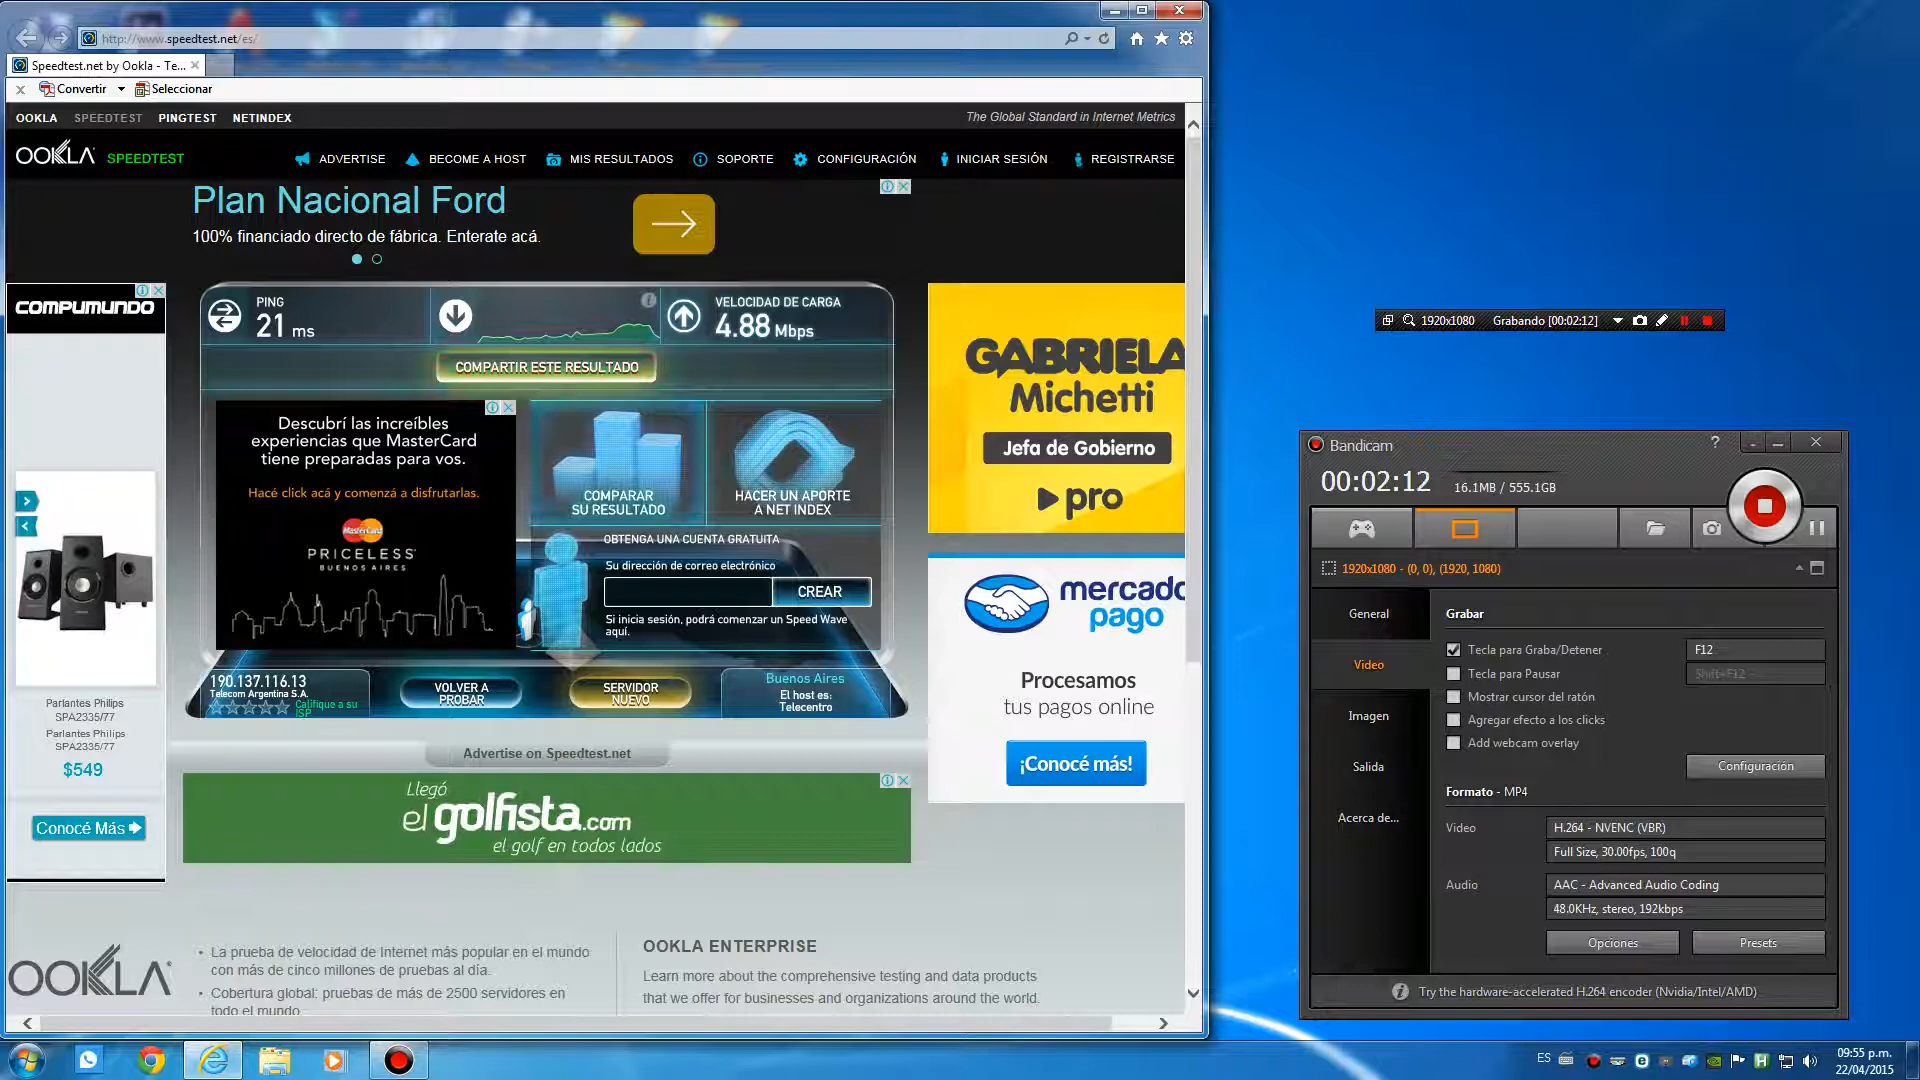 http://www.speedtest.net/es/
Speedtest.net by Ookla - Te...
Convertir
Seleccionar
OOKLA SPEEDTEST PINGTEST NETINDEX
The Global Standard in Internet Metrics
OOKLA SPEEDTEST
ADVERTISE
BECOME A HOST
MIS RESULTADOS
SOPORTE
CONFIGURACIÓN
INICIAR SESIÓN
REGISTRARSE
Plan Nacional Ford
100% financiado directo de fábrica. Enterate acá.
COMPUMUNDO
Parlantes Philips
SPA2335/77
Parlantes Philips
SPA2335/77
$549
Conocé Más
PING
21 ms
VELOCIDAD DE CARGA
4.88 Mbps
COMPARTIR ESTE RESULTADO
Descubrí las increíbles
experiencias que MasterCard
tiene preparadas para vos.
Hacé click acá y comenzá a disfrutarlas.
MasterCard
PRICELESS
BUENOS AIRES
COMPARAR
SU RESULTADO
HACER UN APORTE
A NET INDEX
OBTENGA UNA CUENTA GRATUITA
Su dirección de correo electrónico
CREAR
Si inicia sesión, podrá comenzar un Speed Wave
aquí.
190.137.116.13
Telecom Argentina S.A.
Califique a su
ISP
VOLVER A
PROBAR
SERVIDOR
NUEVO
Buenos Aires
El host es:
Telecentro
Advertise on Speedtest.net
Llegó
el golfista.com
el golf en todos lados
GABRIELA
Michetti
Jefa de Gobierno
pro
mercado
pago
Procesamos
tus pagos online
¡Conocé más!
OOKLA
• La prueba de velocidad de Internet más popular en el mundo
con más de cinco millones de pruebas al día.
• Cobertura global: pruebas de más de 2500 servidores en
todo el mundo
OOKLA ENTERPRISE
Learn more about the comprehensive testing and data products
that we offer for businesses and organizations around the world.
1920x1080 Grabando [00:02:12]
Bandicam
00:02:12
16.1MB / 555.1GB
1920x1080 - (0, 0), (1920, 1080)
General
Video
Imagen
Salida
Acerca de...
Grabar
Tecla para Graba/Detener F12
Tecla para Pausar Shift+F12
Mostrar cursor del ratón
Agregar efecto a los clicks
Add webcam overlay
Configuración
Formato - MP4
Video
H.264 - NVENC (VBR)
Full Size, 30.00fps, 100q
Audio
AAC - Advanced Audio Coding
48.0KHz, stereo, 192kbps
Opciones
Presets
Try the hardware-accelerated H.264 encoder (Nvidia/Intel/AMD)
ES
09:55 p.m.
22/04/2015